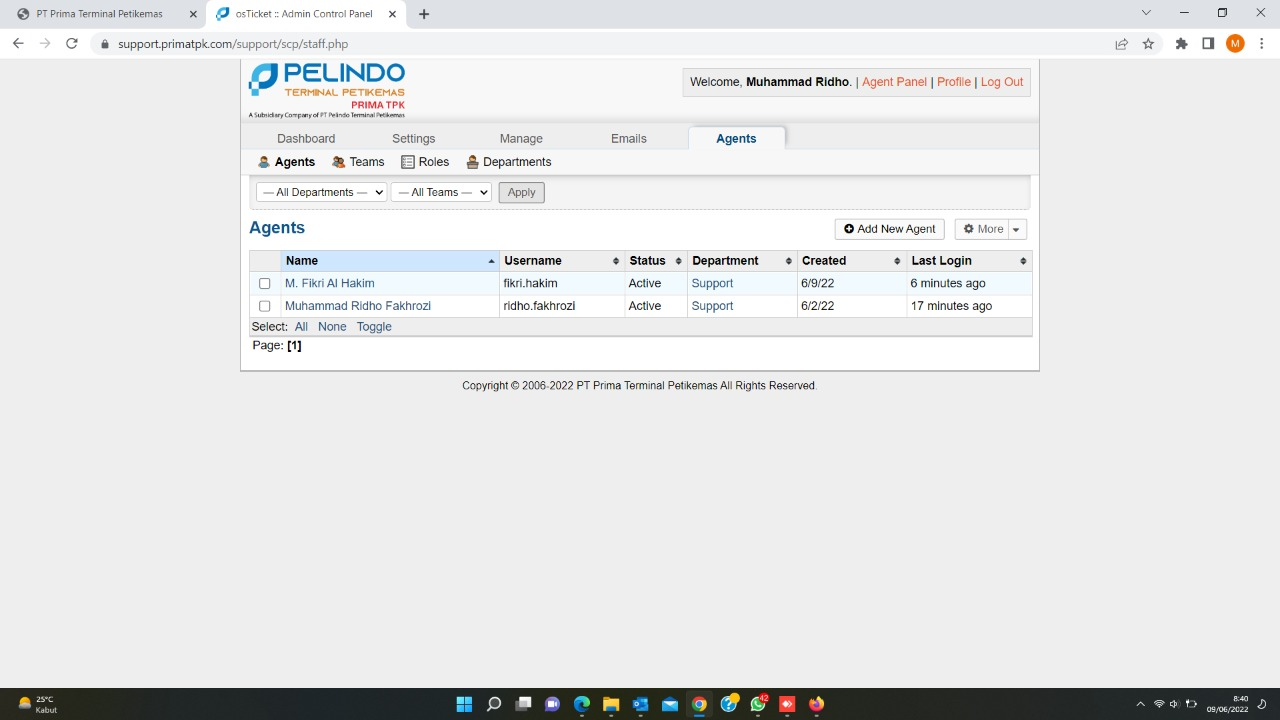 PT Prima Terminal Petikemas
osTicket :: Admin Control Panel
support.primatpk.com/support/scp/staff.php
M
PELINDO
TERMINAL PETIKEMAS
PRIMA TPK
A Subsidiary Company of PT Pelindo Terminal Petikemas
Welcome, Muhammad Ridho. | Agent Panel | Profile | Log Out
Dashboard Settings Manage Emails Agents
Agents Teams Roles Departments
— All Departments — — All Teams — Apply
Agents
Add New Agent More
Name Username Status Department Created Last Login
M. Fikri Al Hakim fikri.hakim Active Support 6/9/22 6 minutes ago
Muhammad Ridho Fakhrozi ridho.fakhrozi Active Support 6/2/22 17 minutes ago
Select: All None Toggle
Page: [1]
Copyright © 2006-2022 PT Prima Terminal Petikemas All Rights Reserved.
25°C
Kabut
42
8:40
09/06/2022